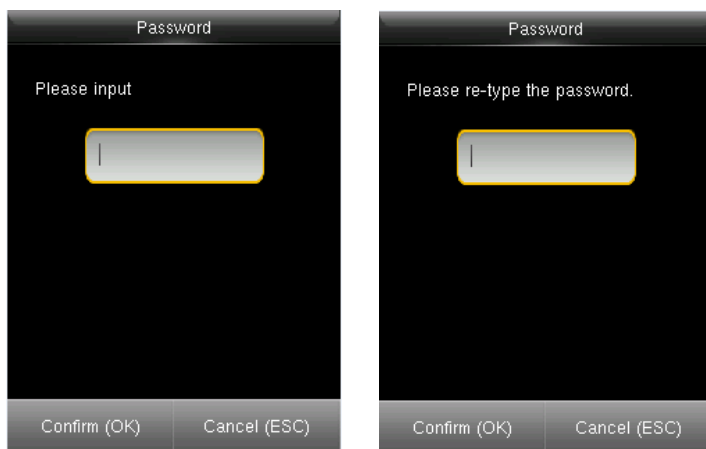 Password
Please input
Confirm (OK) Cancel (ESC)
Password
Please re-type the password.
Confirm (OK) Cancel (ESC)